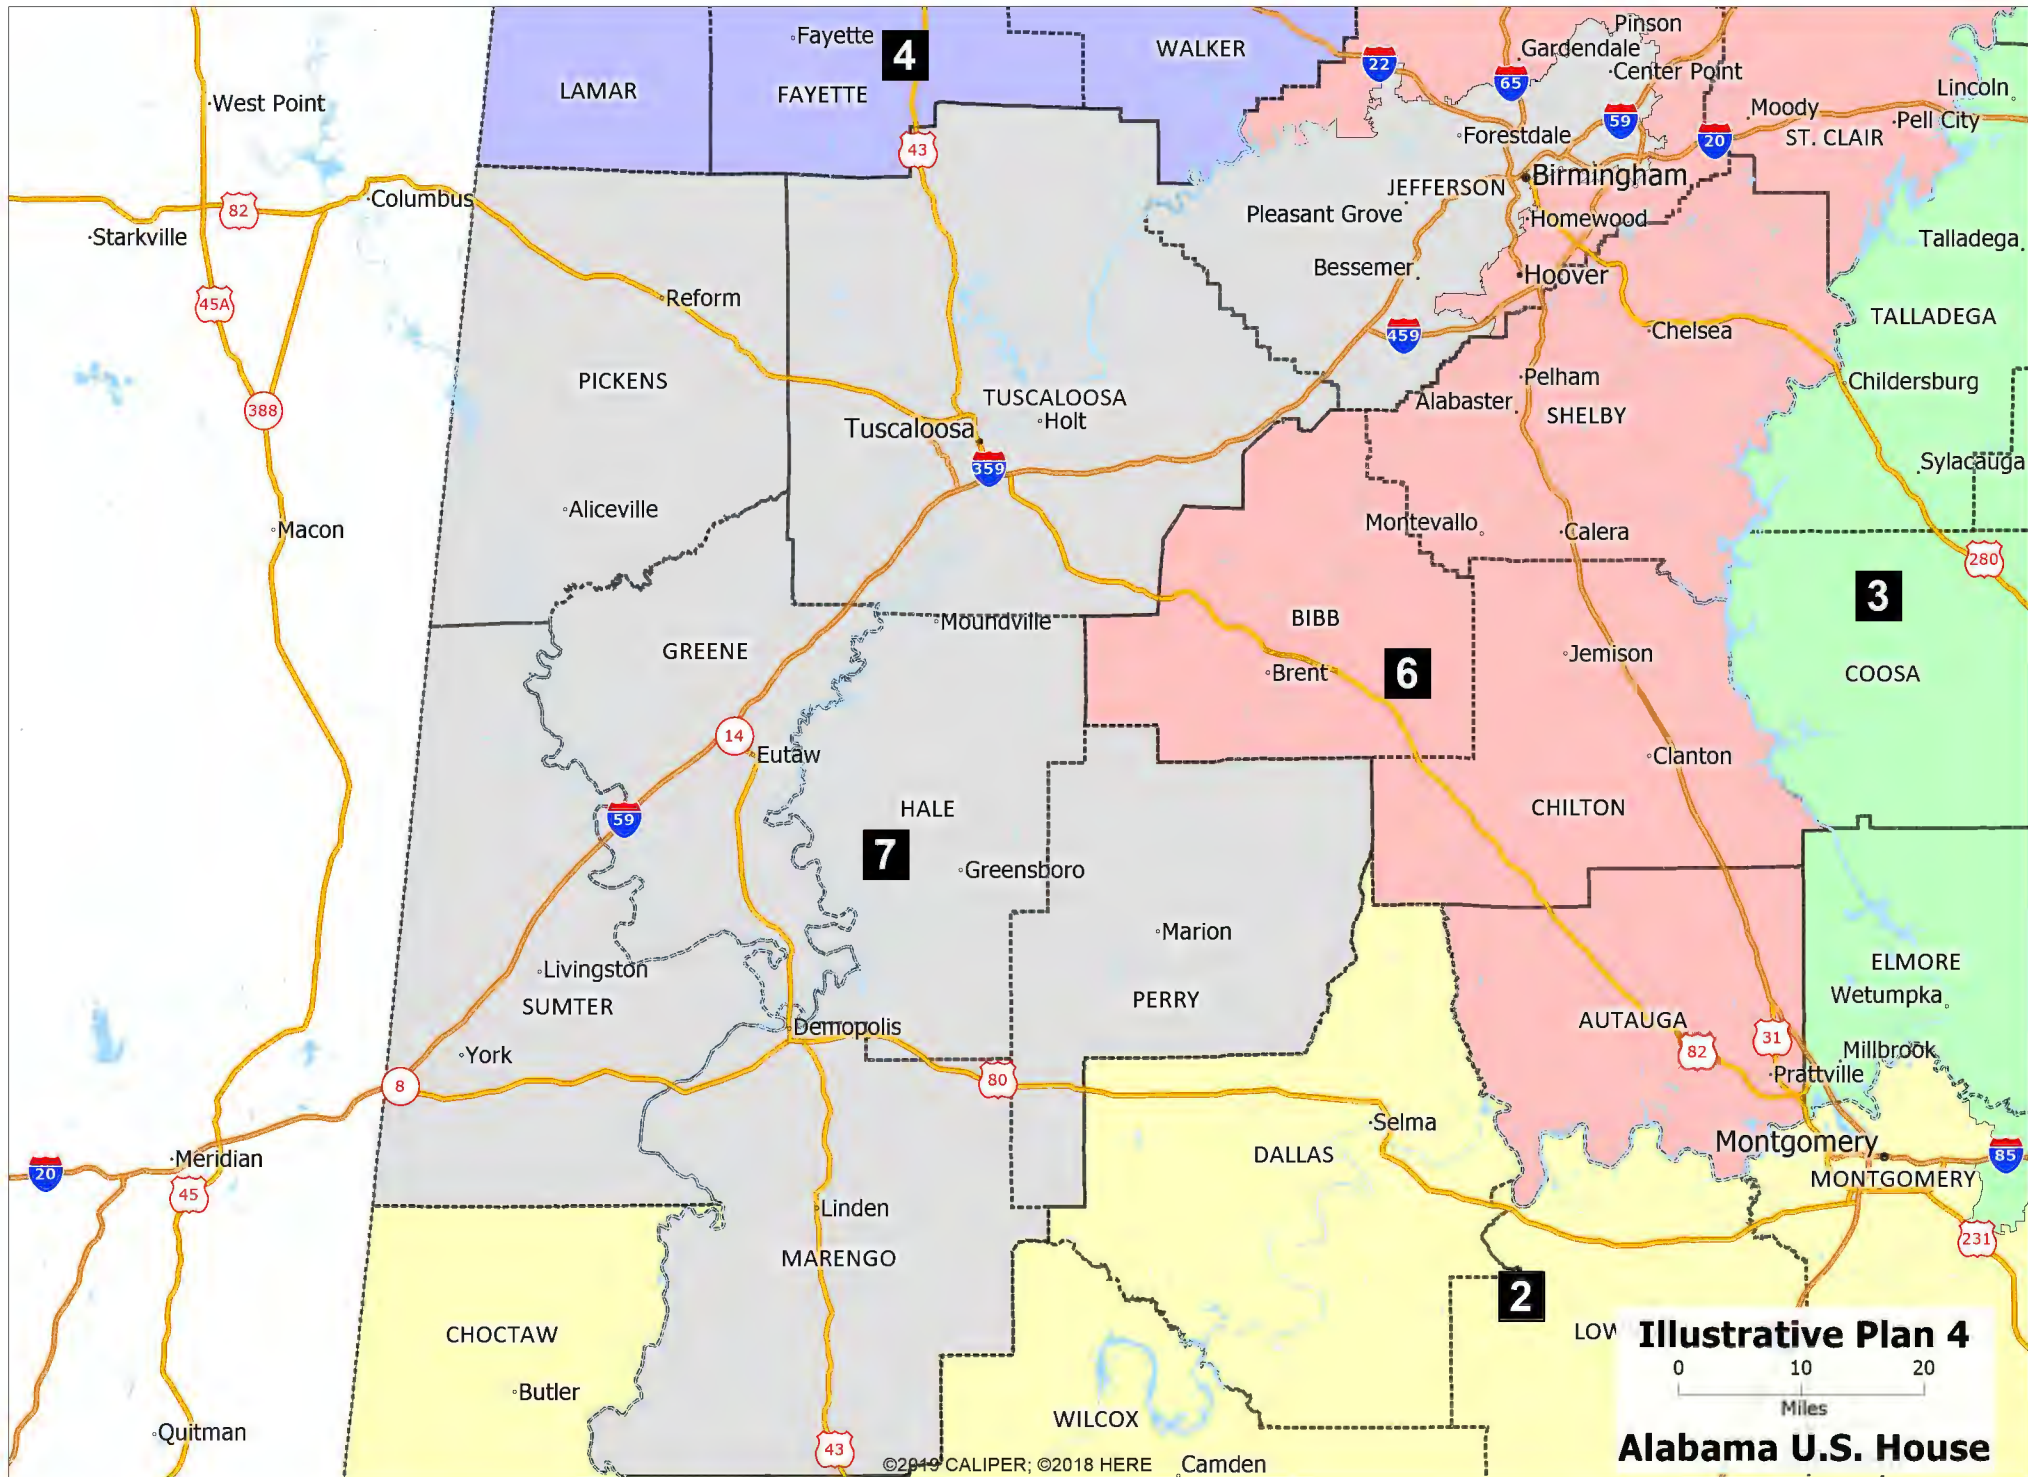 Pinson
Fayette
4
WALKER
Gardendale
22
65
Center Point
LAMAR
FAYETTE
Lincoln
West Point
59
Moody
Pell City
Forestdale
20
ST. CLAIR
43
Birmingham
JEFFERSON
Columbus
82
Pleasant Grove
Homewood
Starkville
Talladega
Bessemer
Hoover
Reform
45A
TALLADEGA
459
Chelsea
PICKENS
Pelham
Childersburg
TUSCALOOSA
Alabaster
388
Holt
SHELBY
Tuscaloosa
359
Sylacauga
Aliceville
Montevallo
Macon
Calera
280
3
BIBB
Moundville
GREENE
Jemison
Brent
6
COOSA
14
Eutaw
Clanton
HALE
CHILTON
59
7
Greensboro
Marion
ELMORE
Livingston
Wetumpka
SUMTER
PERRY
AUTAUGA
Demopolis
31
York
82
Millbrook
Prattville
8
80
Selma
Montgomery
Meridian
DALLAS
85
20
MONTGOMERY
45
Linden
231
MARENGO
2
CHOCTAW
LOW
Illustrative Plan 4
0 10 20
Miles
Butler
WILCOX
Quitman
43
Alabama U.S. House
©2019 CALIPER; ©2018 HERE
Camden